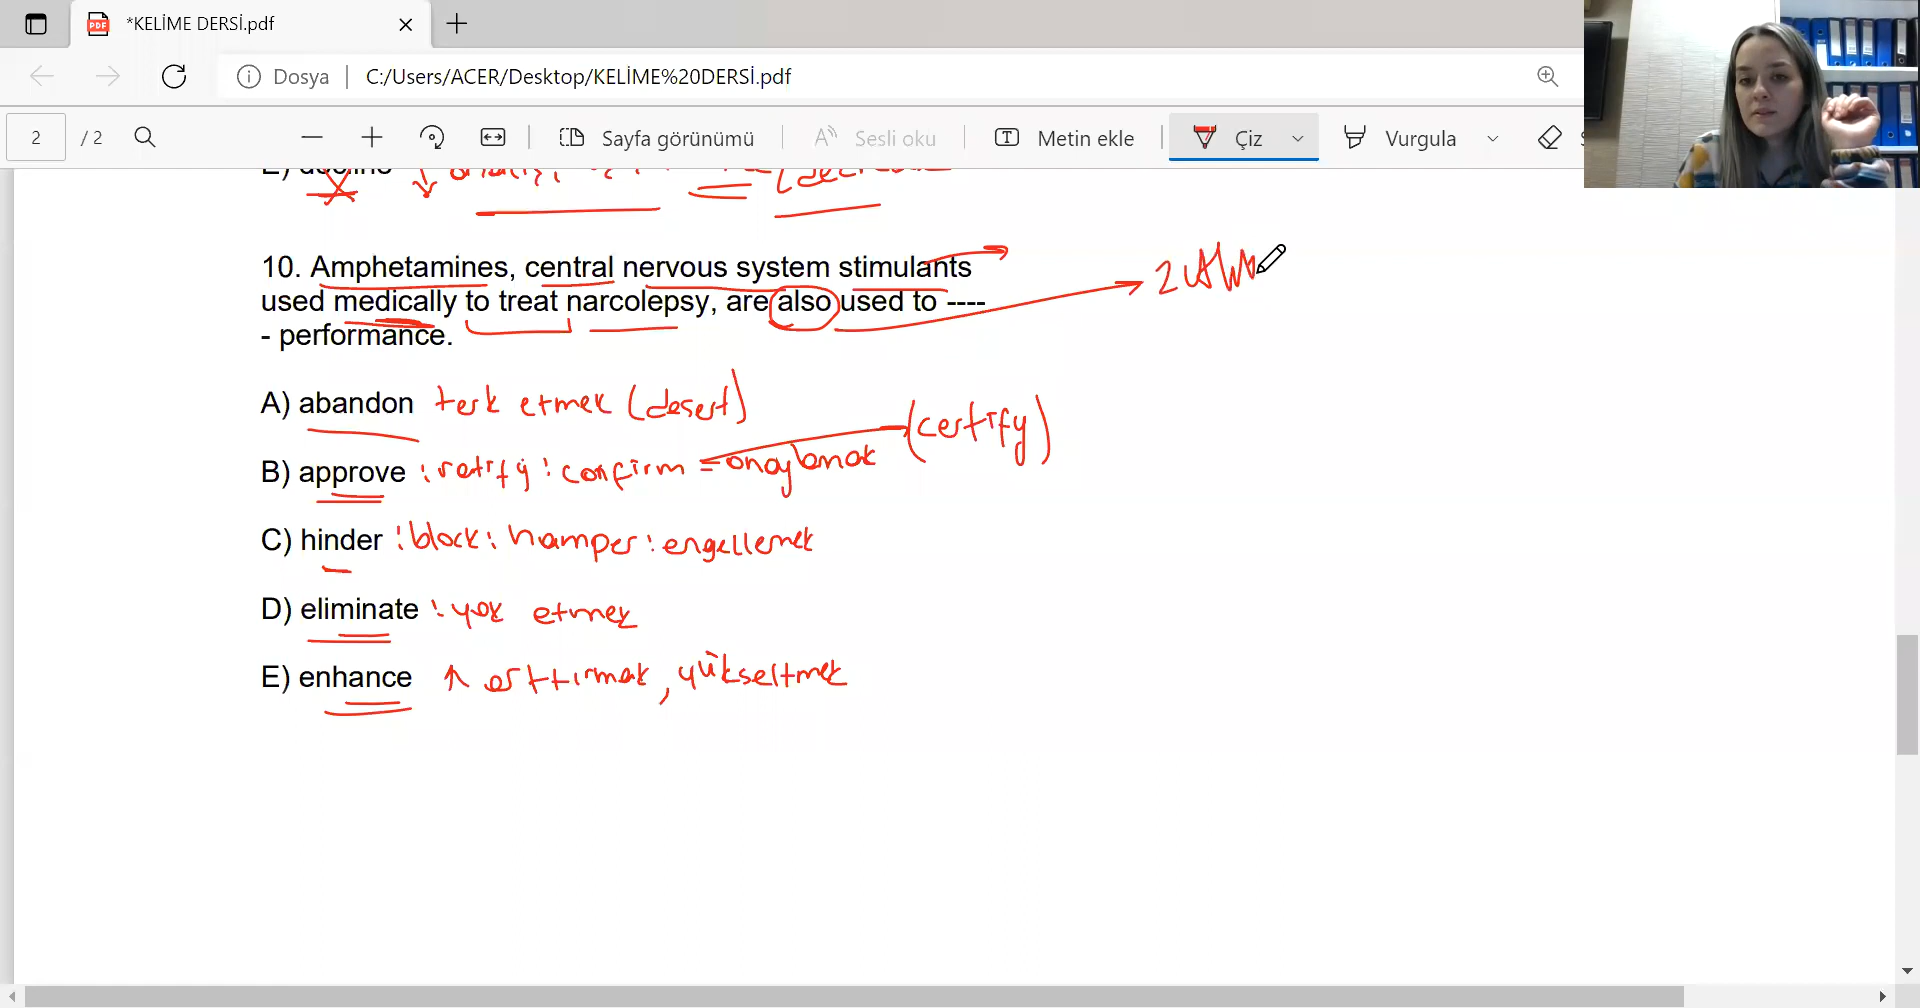 *KELİME DERSİ.pdf
Dosya
C:/Users/ACER/Desktop/KELİME%20DERSİ.pdf
2 / 2 Sayfa görünümü Sesli oku Metin ekle Çiz Vurgula
10. Amphetamines, central nervous system stimulants
used medically to treat narcolepsy, are also used to ----
- performance.
A) abandon terk etmek (desert)
B) approve : ratify : confirm = onaylamak (certify)
C) hinder : block : hamper : engellemek
D) eliminate : yok etmek
E) enhance ↑ arttırmak, yükseltmek